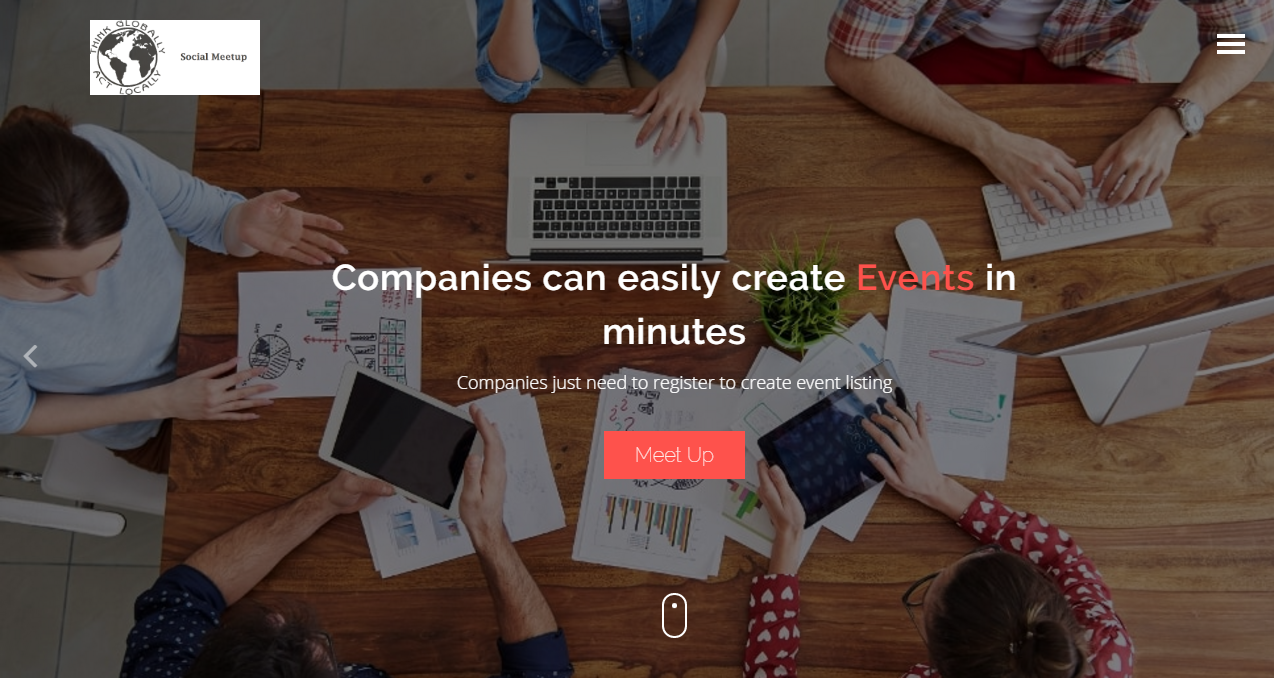 THINK GLOBALLY
ACT LOCALLY
Social Meetup
Companies can easily create Events in
minutes
Companies just need to register to create event listing
Meet Up